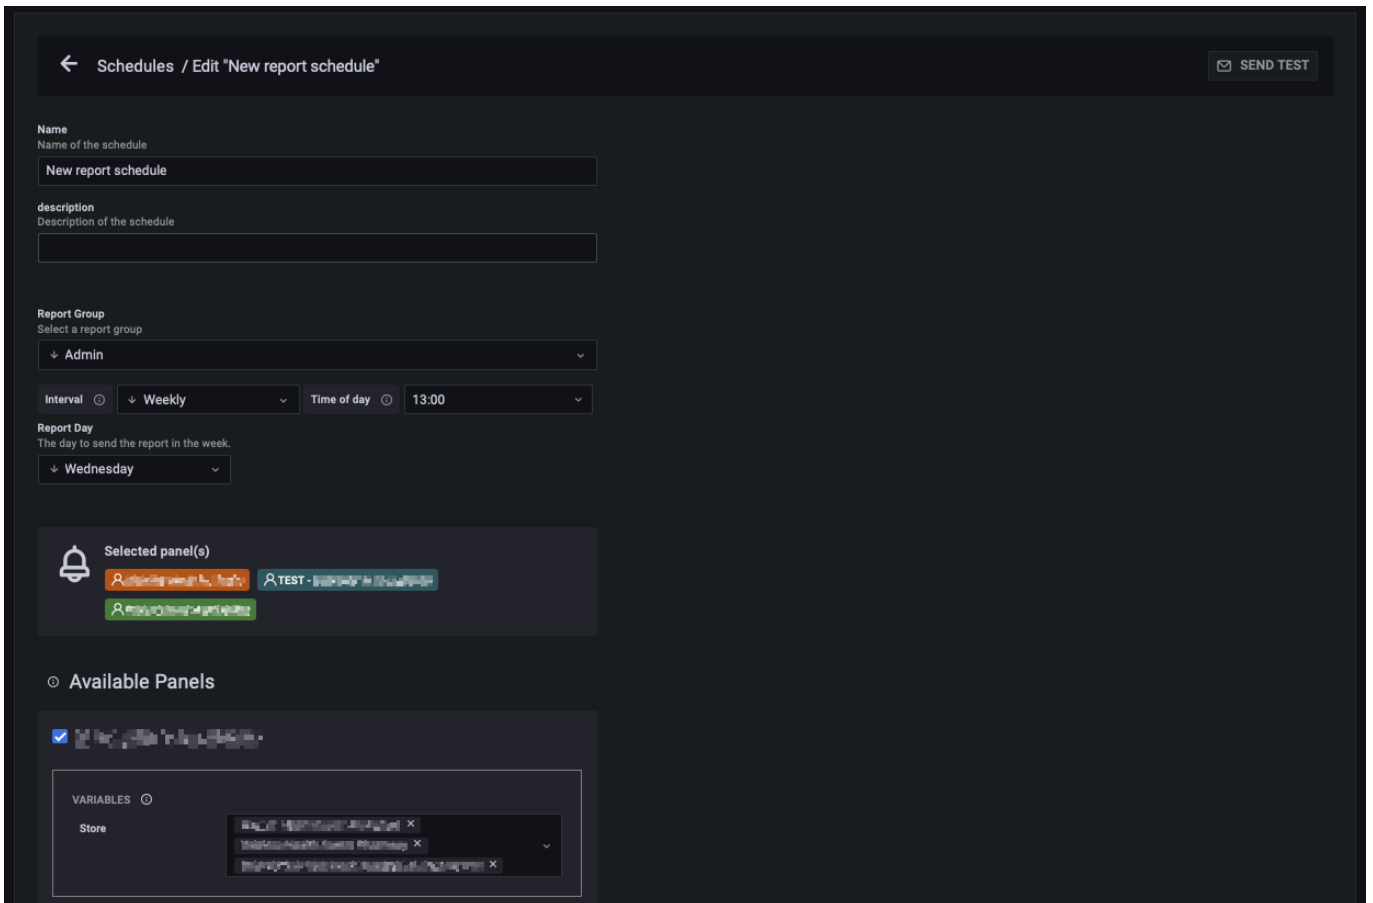 Schedules / Edit "New report schedule"
SEND TEST
Name
Name of the schedule
New report schedule
description
Description of the schedule
Report Group
Select a report group
Admin
Interval Weekly Time of day 13:00
Report Day
The day to send the report in the week.
Wednesday
Selected panel(s)
TEST -
Available Panels
VARIABLES
Store